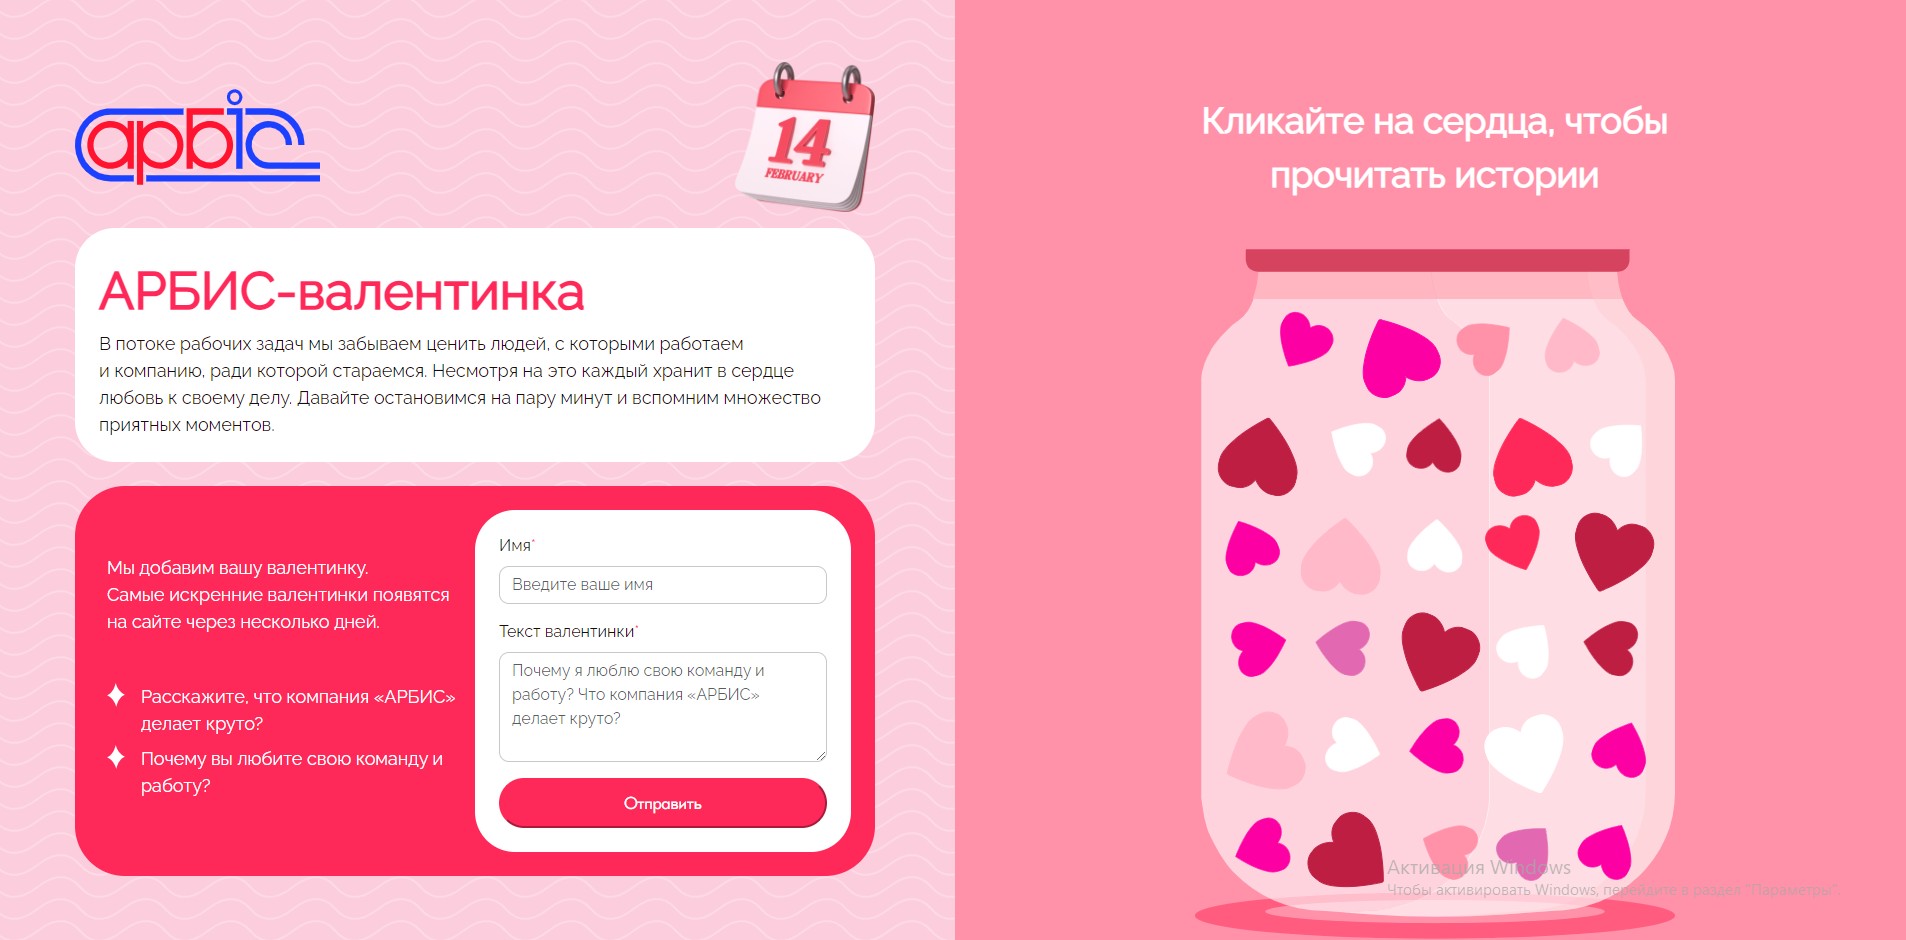 арбіс
14
FEBRUARY
АРБИС-валентинка
В потоке рабочих задач мы забываем ценить людей, с которыми работаем
и компанию, ради которой стараемся. Несмотря на это каждый хранит в сердце
любовь к своему делу. Давайте остановимся на пару минут и вспомним множество
приятных моментов.
Мы добавим вашу валентинку.
Самые искренние валентинки появятся
на сайте через несколько дней.
Расскажите, что компания «АРБИС»
делает круто?
Почему вы любите свою команду и
работу?
Имя*
Введите ваше имя
Текст валентинки*
Почему я люблю свою команду и
работу? Что компания «АРБИС»
делает круто?
Отправить
Кликайте на сердца, чтобы
прочитать истории
Активация Windows
Чтобы активировать Windows, перейдите в раздел "Параметры".